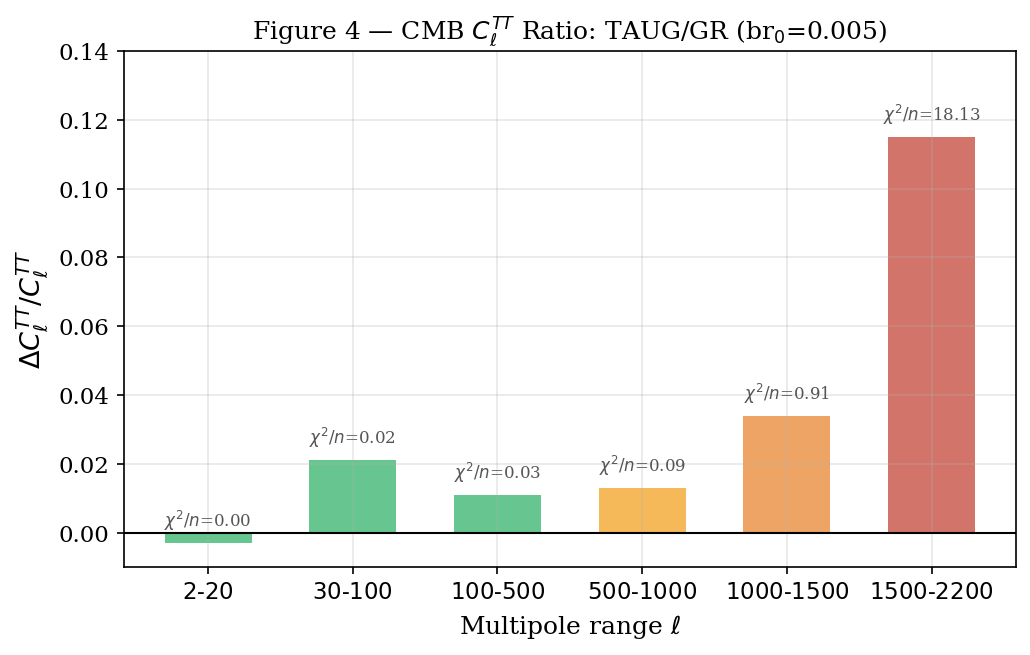 Figure 4 — CMB $C_\ell^{TT}$ Ratio: TAUG/GR (br$_0$=0.005)
0.14
0.12
0.10
0.08
0.06
0.04
0.02
0.00
$\Delta C_\ell^{TT}/C_\ell^{TT}$
$\chi^2/n$=0.00
$\chi^2/n$=0.02
$\chi^2/n$=0.03
$\chi^2/n$=0.09
$\chi^2/n$=0.91
$\chi^2/n$=18.13
2-20 30-100 100-500 500-1000 1000-1500 1500-2200
Multipole range ℓ